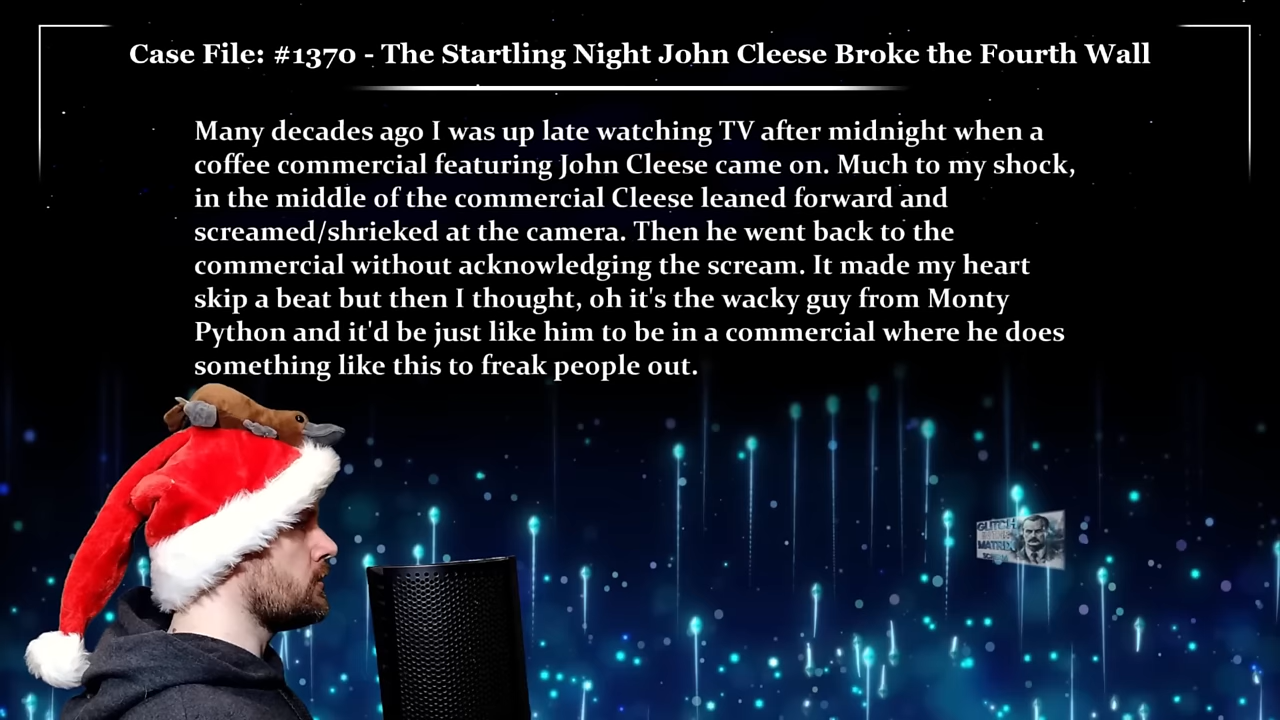 Case File: #1370 - The Startling Night John Cleese Broke the Fourth Wall
Many decades ago I was up late watching TV after midnight when a
coffee commercial featuring John Cleese came on. Much to my shock,
in the middle of the commercial Cleese leaned forward and
screamed/shrieked at the camera. Then he went back to the
commercial without acknowledging the scream. It made my heart
skip a beat but then I thought, oh it's the wacky guy from Monty
Python and it'd be just like him to be in a commercial where he does
something like this to freak people out.
GLITCH
MATRIX